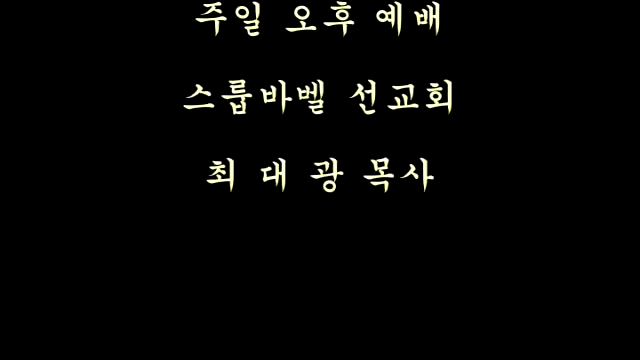 주일 오후 예배
스룹바벨 선교회
최 대 광 목사